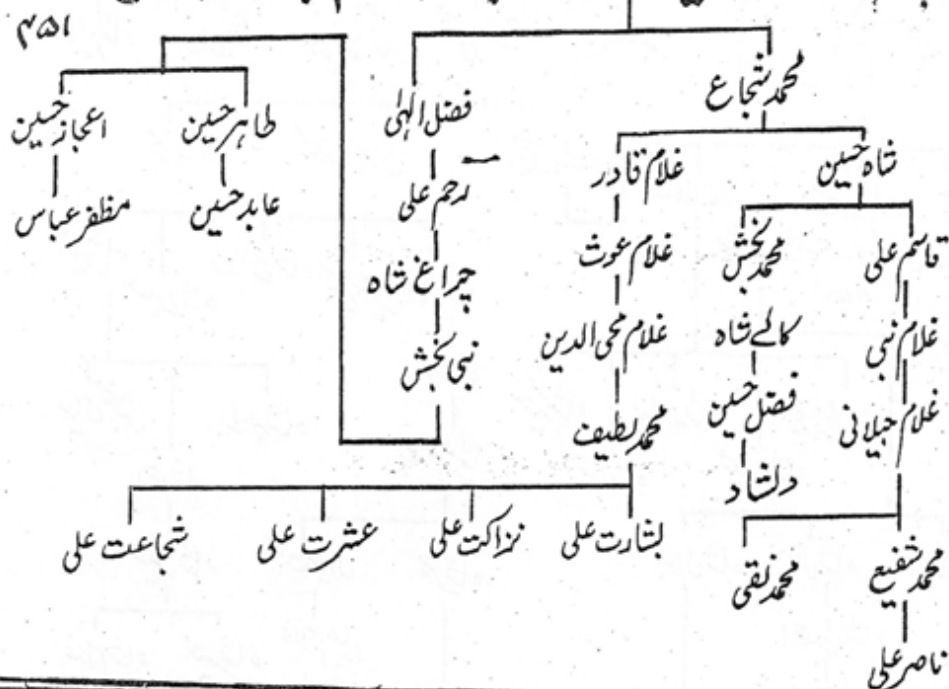 ۴۵۱
محمد شجاع
فضل الہٰی
شاہ حسین
غلام قادر
رحم علی
طاہر حسین
اعجاز حسین
قاسم علی
محمد بخش
غلام غوث
چراغ شاہ
عابد حسین
مظفر عباس
غلام نبی
کالے شاہ
غلام محی الدین
نبی بخش
غلام جیلانی
فضل حسین
محمد لطیف
دلشاد
بشارت علی
نزاکت علی
عشرت علی
شجاعت علی
محمد شفیع
محمد نقی
ناصر علی